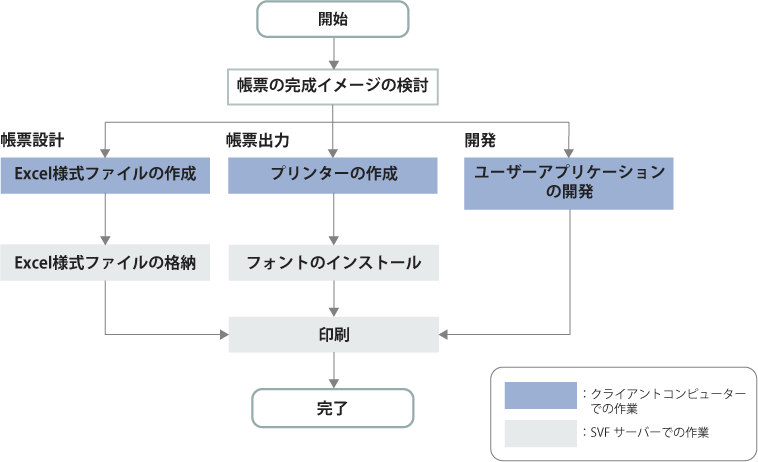 開始
帳票の完成イメージの検討
帳票設計
帳票出力
開発
Excel様式ファイルの作成
プリンターの作成
ユーザーアプリケーション
の開発
Excel様式ファイルの格納
フォントのインストール
印刷
完了
：クライアントコンピューター
での作業
：SVF サーバーでの作業